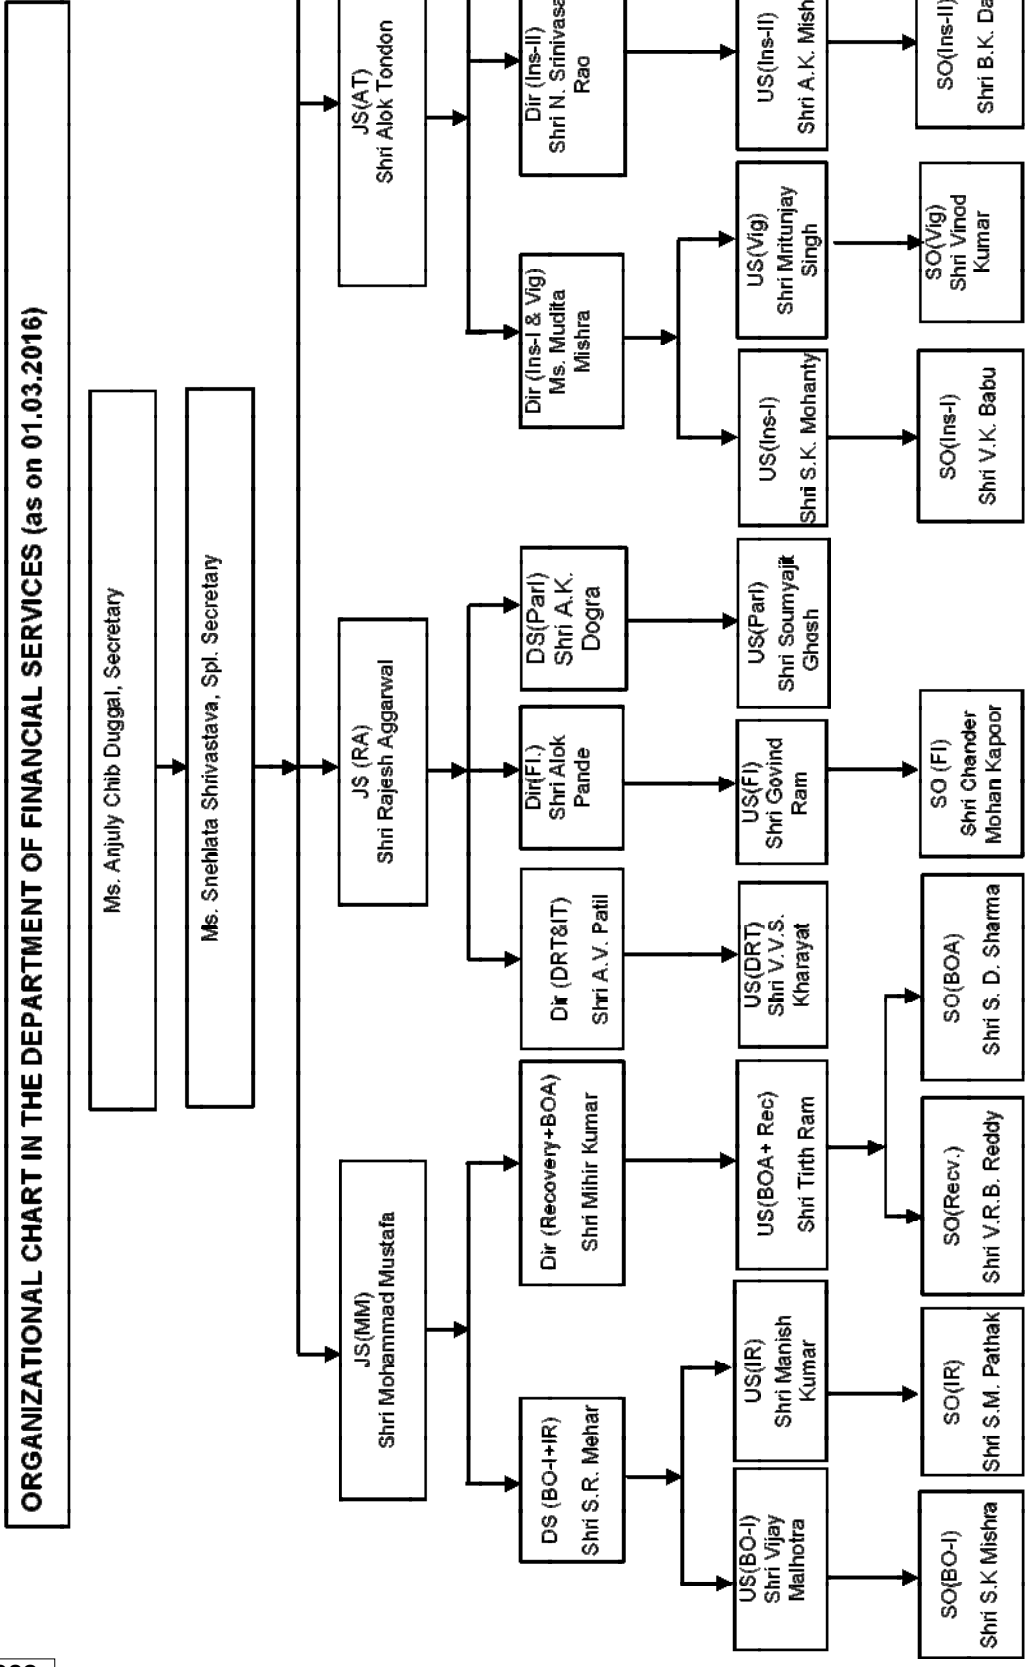 ORGANIZATIONAL CHART IN THE DEPARTMENT OF FINANCIAL SERVICES (as on 01.03.2016)
Ms. Anjuly Chib Duggal, Secretary
Ms. Snehlata Shrivastava, Spl. Secretary
JS(MM)
Shri Mohammad Mustafa
JS (RA)
Shri Rajesh Aggarwal
JS(AT)
Shri Alok Tondon
DS (BO-I+IR)
Shri S.R. Mehar
Dir (Recovery+BOA)
Shri Mihir Kumar
Dir (DRT&IT)
Shri A.V. Patil
Dir(FI.)
Shri Alok
Pande
DS(Parl)
Shri A.K.
Dogra
Dir (Ins-I & Vig)
Ms. Mudita
Mishra
Dir (Ins-II)
Shri N. Srinivasa
Rao
US(BO-I)
Shri Vijay
Malhotra
US(IR)
Shri Manish
Kumar
US(BOA+ Rec)
Shri Tirth Ram
US(DRT)
Shri V.V.S.
Kharayat
US(FI)
Shri Govind
Ram
US(Parl)
Shri Soumyajit
Ghosh
US(Ins-I)
Shri S.K. Mohanty
US(Vig)
Shri Mritunjay
Singh
US(Ins-II)
Shri A.K. Mish
SO(BO-I)
Shri S.K Mishra
SO(IR)
Shri S.M. Pathak
SO(Recv.)
Shri V.R.B. Reddy
SO(BOA)
Shri S. D. Sharma
SO (FI)
Shri Chander
Mohan Kapoor
SO(Ins-I)
Shri V.K. Babu
SO(Vig)
Shri Vinod
Kumar
SO(Ins-II)
Shri B.K. Da